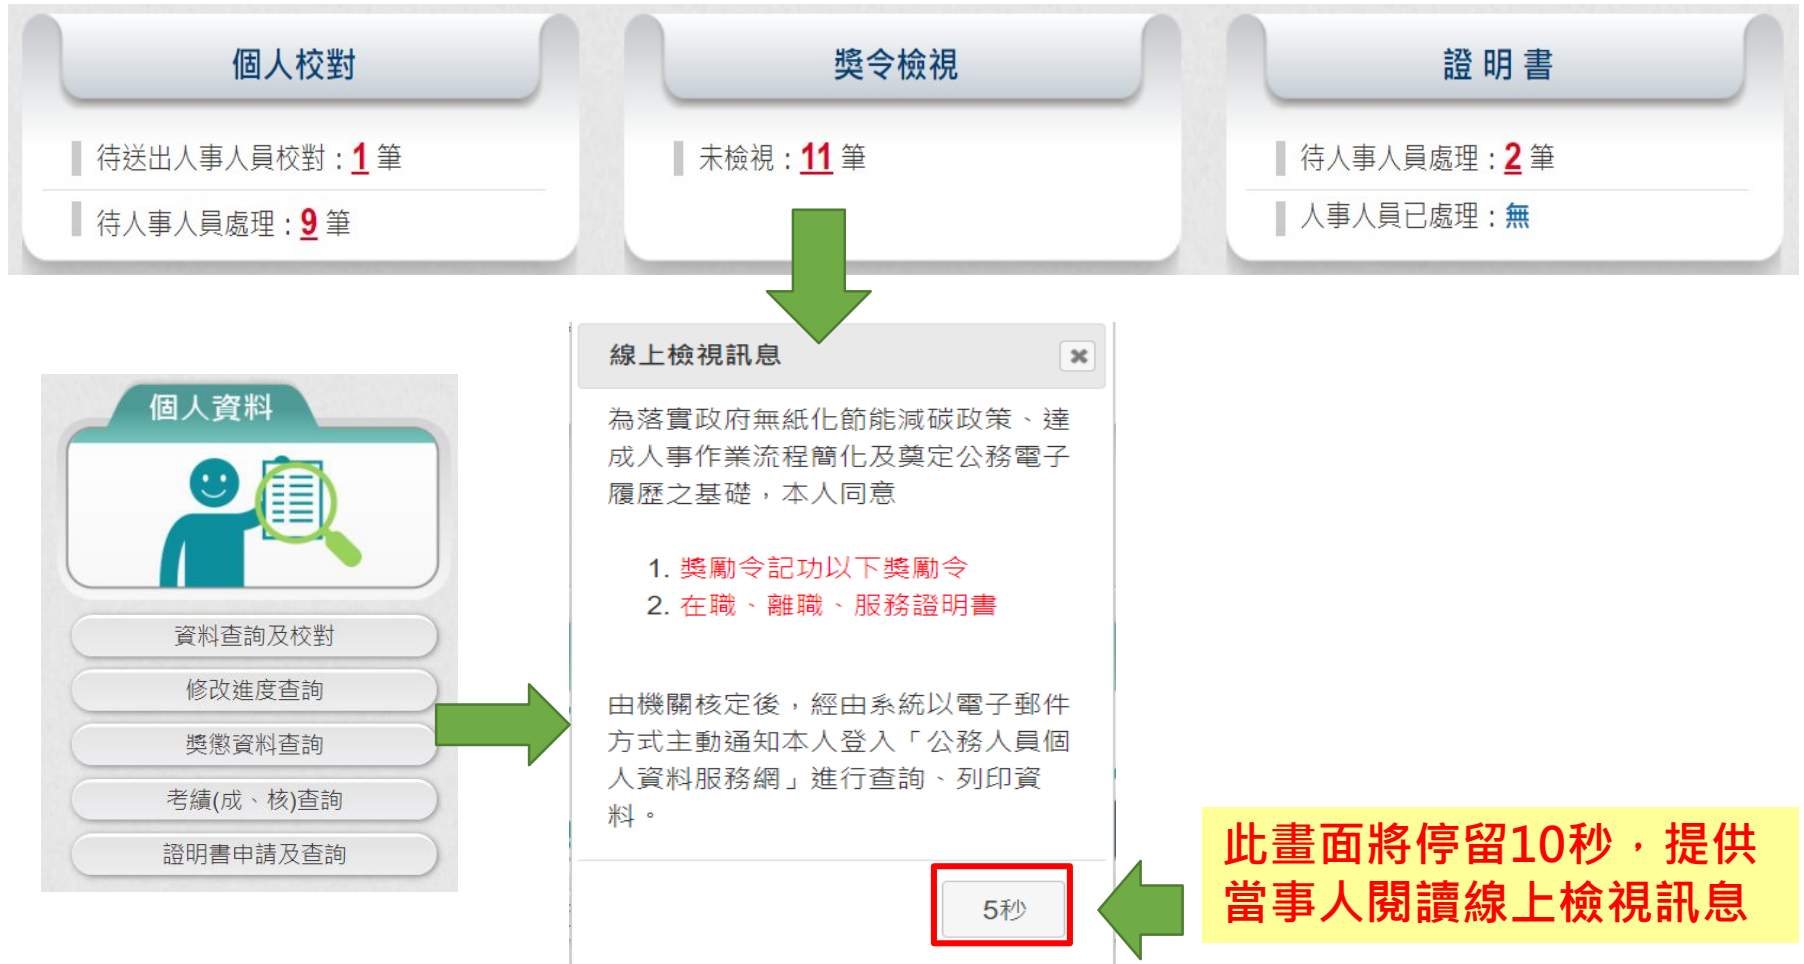 個人校對
待送出人事人員校對：1 筆
待人事人員處理：9 筆
獎令檢視
未檢視：11 筆
證 明 書
待人事人員處理：2 筆
人事人員已處理：無
個人資料
資料查詢及校對
修改進度查詢
獎懲資料查詢
考績(成、核)查詢
證明書申請及查詢
線上檢視訊息
為落實政府無紙化節能減碳政策、達
成人事作業流程簡化及奠定公務電子
履歷之基礎，本人同意
1. 獎勵令記功以下獎勵令
2. 在職、離職、服務證明書
由機關核定後，經由系統以電子郵件
方式主動通知本人登入「公務人員個
人資料服務網」進行查詢、列印資
料。
5秒
此畫面將停留10秒，提供
當事人閱讀線上檢視訊息